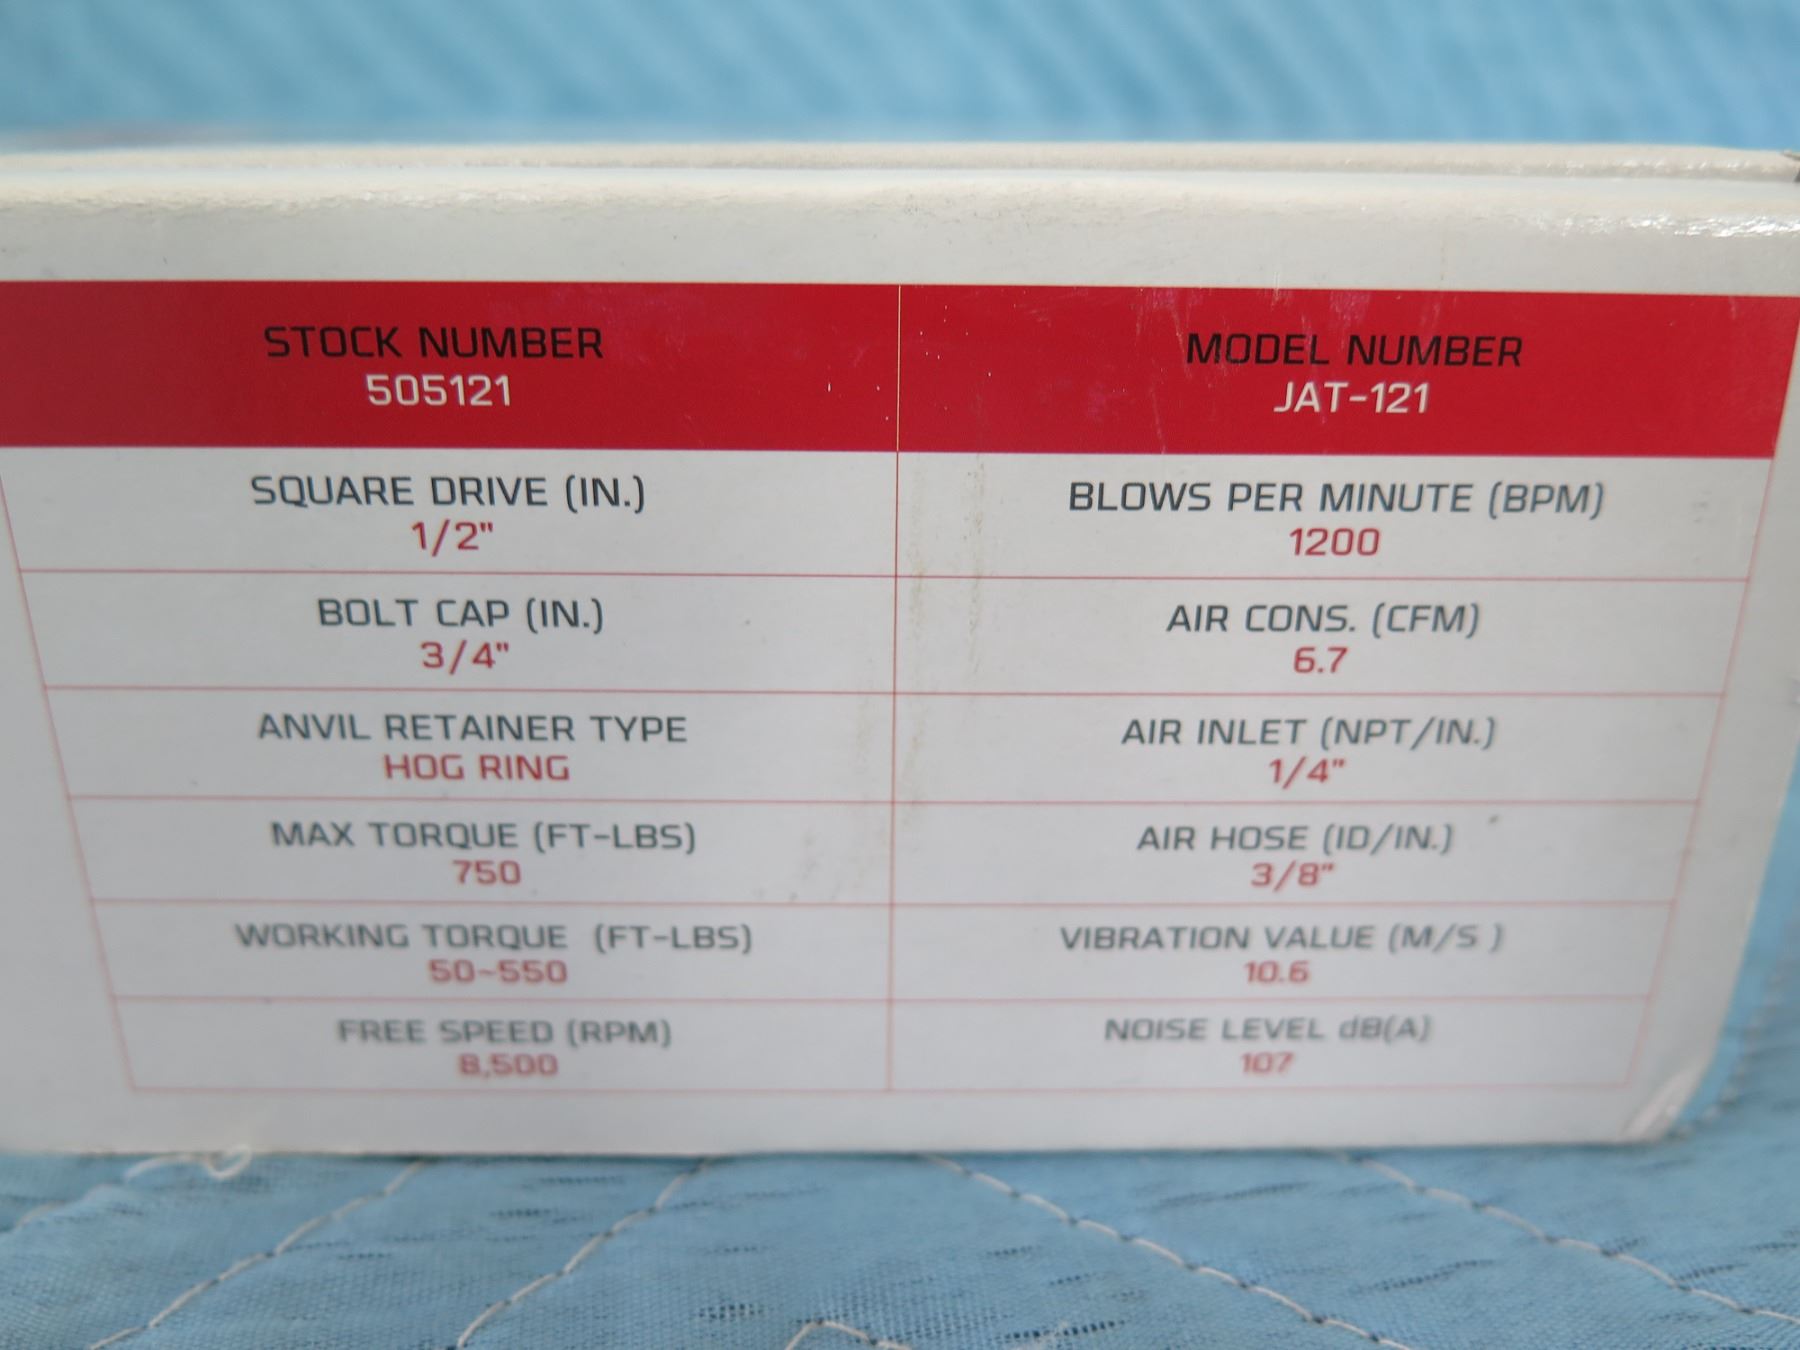 STOCK NUMBER
505121
MODEL NUMBER
JAT-121
SQUARE DRIVE (IN.)
1/2"
BLOWS PER MINUTE (BPM)
1200
BOLT CAP (IN.)
3/4"
AIR CONS. (CFM)
6.7
ANVIL RETAINER TYPE
HOG RING
AIR INLET (NPT/IN.)
1/4"
MAX TORQUE (FT-LBS)
750
AIR HOSE (ID/IN.)
3/8"
WORKING TORQUE (FT-LBS)
50~550
VIBRATION VALUE (M/S )
10.6
FREE SPEED (RPM)
8,500
NOISE LEVEL dB(A)
107